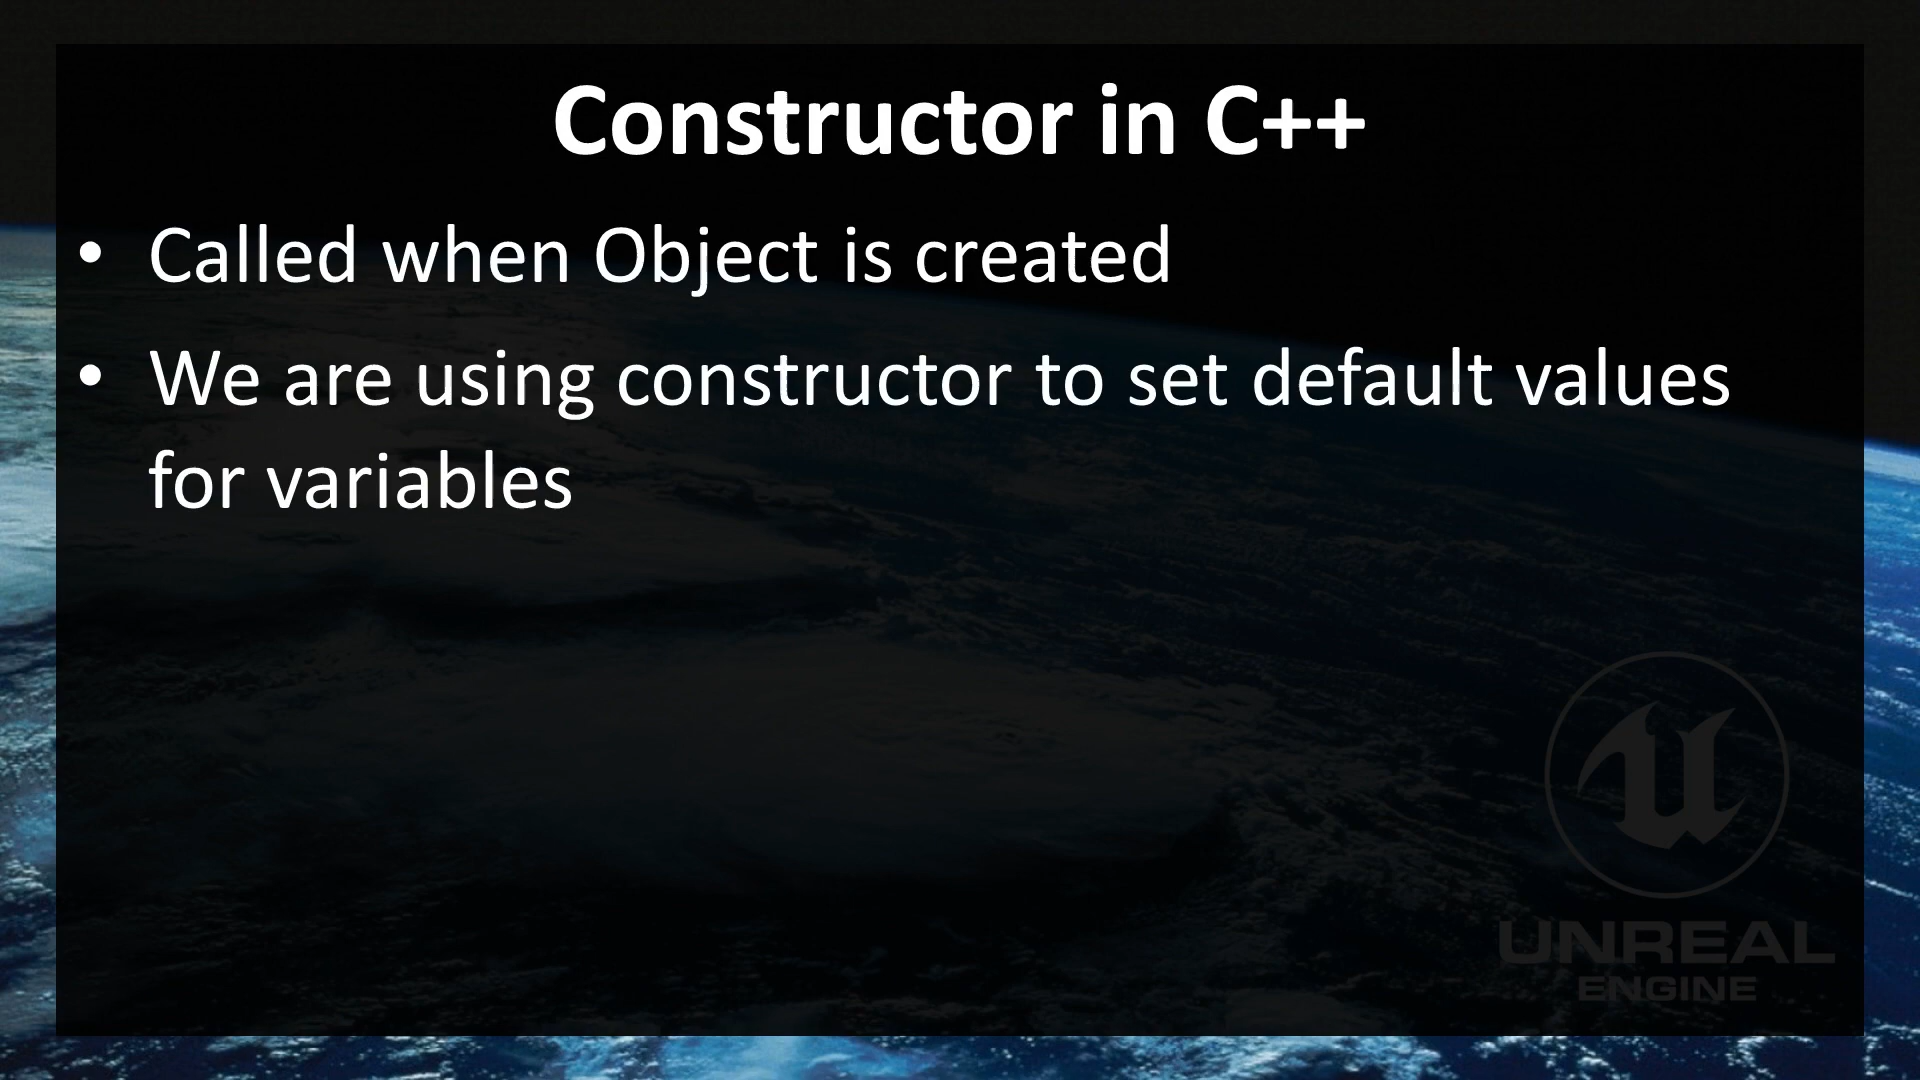 Constructor in C++
• Called when Object is created
• We are using constructor to set default values
for variables
UNREAL
ENGINE